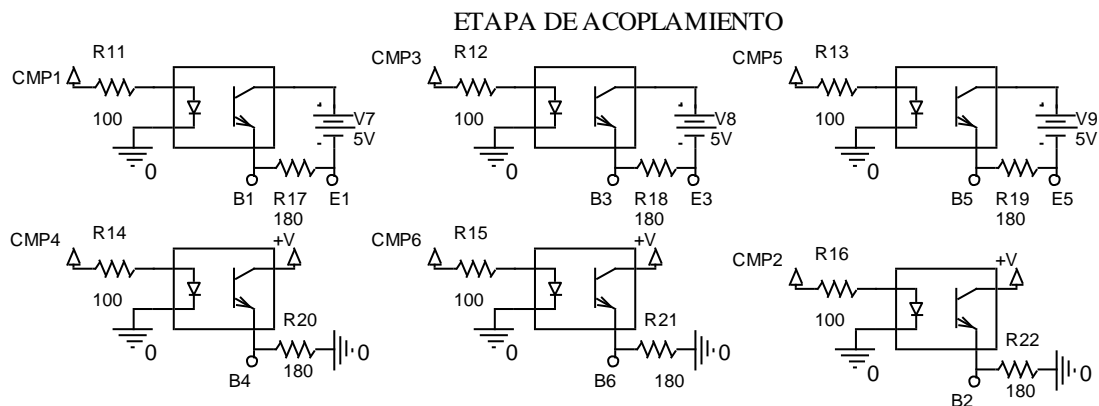 ETAPA DE ACOPLAMIENTO
CMP1
R11
100
0
V7
5V
B1
R17
180
E1
CMP3
R12
100
0
V8
5V
B3
R18
180
E3
CMP5
R13
100
0
V9
5V
B5
R19
180
E5
CMP4
R14
100
0
+V
R20
180
0
B4
CMP6
R15
100
0
+V
R21
180
0
B6
CMP2
R16
100
0
+V
R22
180
0
B2